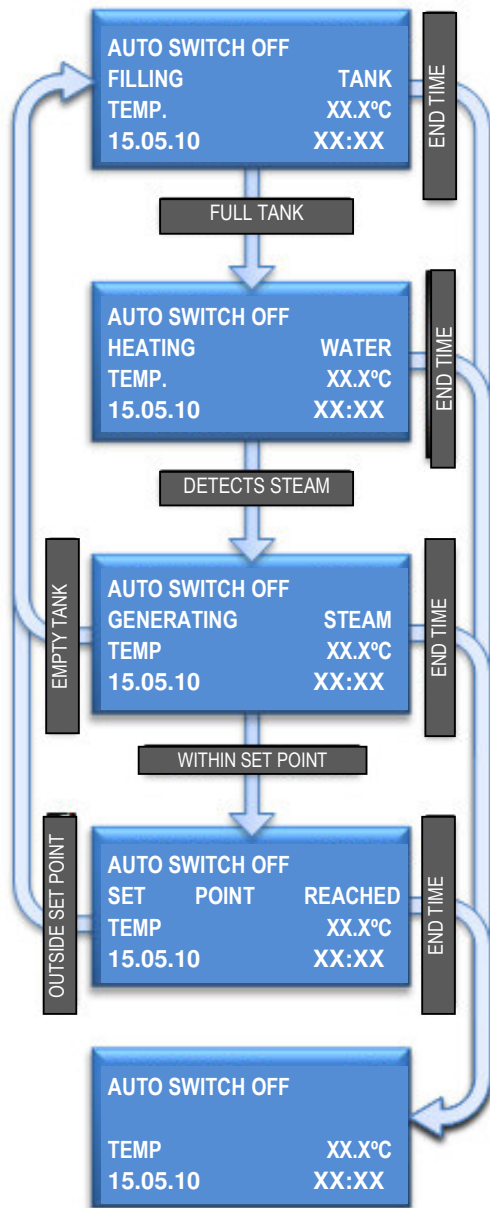 AUTO SWITCH OFF
FILLING TANK
TEMP. XX.XºC
15.05.10 XX:XX
END TIME
FULL TANK
AUTO SWITCH OFF
HEATING WATER
TEMP. XX.XºC
15.05.10 XX:XX
END TIME
DETECTS STEAM
EMPTY TANK
AUTO SWITCH OFF
GENERATING STEAM
TEMP XX.XºC
15.05.10 XX:XX
END TIME
WITHIN SET POINT
OUTSIDE SET POINT
AUTO SWITCH OFF
SET POINT REACHED
TEMP XX.XºC
15.05.10 XX:XX
END TIME
AUTO SWITCH OFF
TEMP XX.XºC
15.05.10 XX:XX